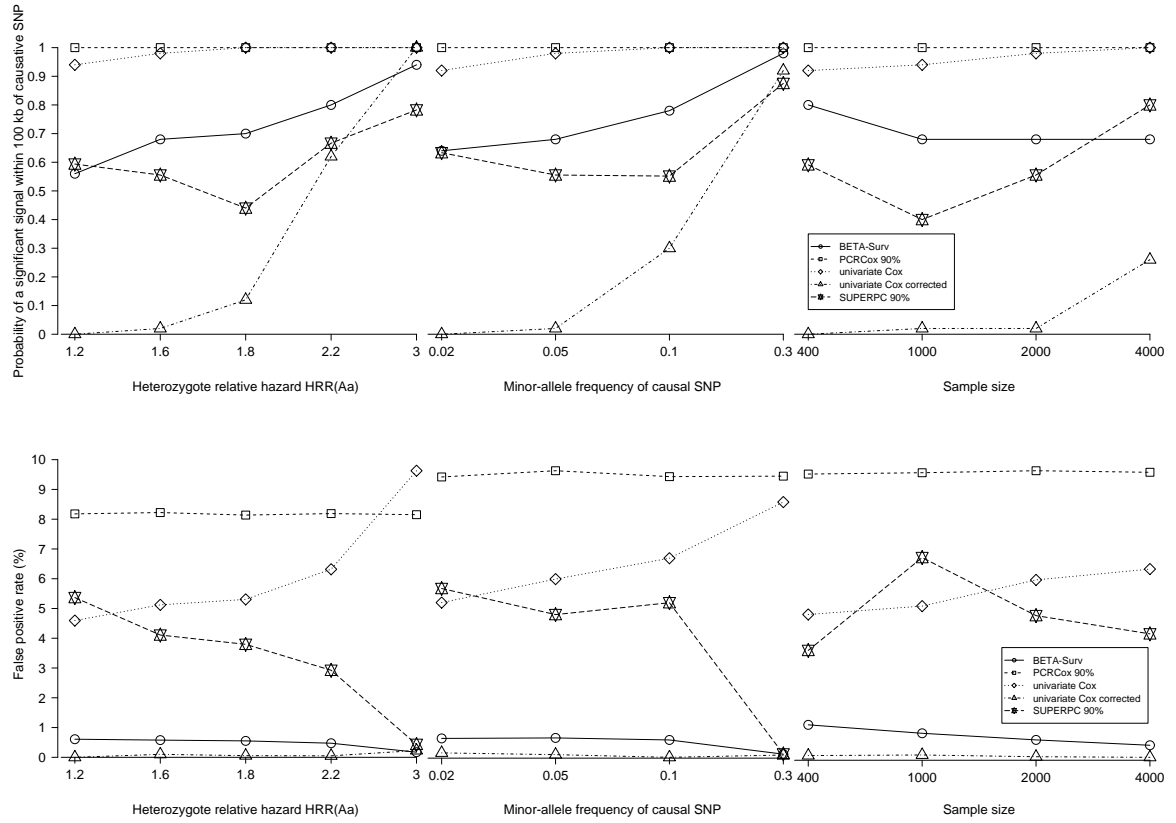 Probability of a significant signal within 100 kb of causative SNP
1
0.9
0.8
0.7
0.6
0.5
0.4
0.3
0.2
0.1
0
1.2 1.6 1.8 2.2 3
Heterozygote relative hazard HRR(Aa)
0.02 0.05 0.1 0.3
Minor-allele frequency of causal SNP
BETA-Surv
PCRCox 90%
univariate Cox
univariate Cox corrected
SUPERPC 90%
400 1000 2000 4000
Sample size
False positive rate (%)
10
9
8
7
6
5
4
3
2
1
0
1.2 1.6 1.8 2.2 3
Heterozygote relative hazard HRR(Aa)
0.02 0.05 0.1 0.3
Minor-allele frequency of causal SNP
BETA-Surv
PCRCox 90%
univariate Cox
univariate Cox corrected
SUPERPC 90%
400 1000 2000 4000
Sample size